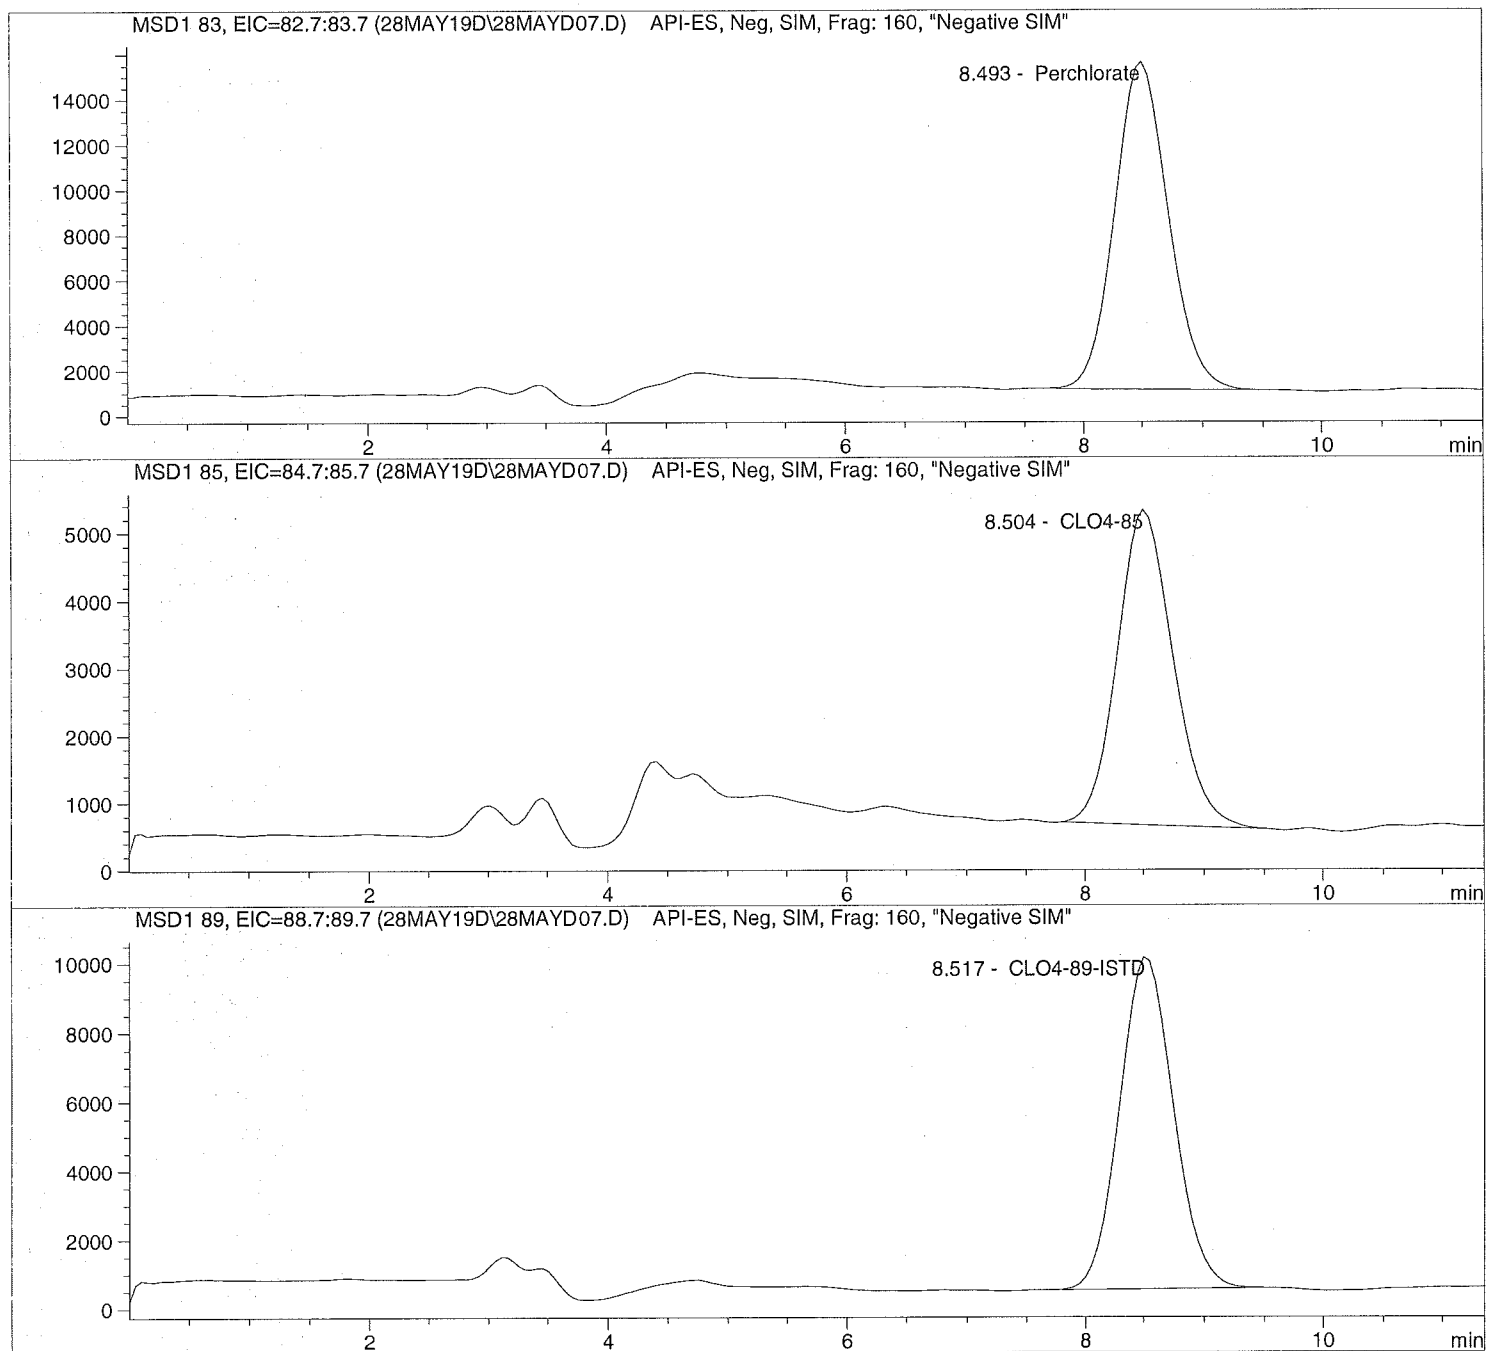 MSD1 83, EIC=82.7:83.7 (28MAY19D\28MAYD07.D) API-ES, Neg, SIM, Frag: 160, "Negative SIM"
8.493 - Perchlorate
14000
12000
10000
8000
6000
4000
2000
0
2 4 6 8 10 min
MSD1 85, EIC=84.7:85.7 (28MAY19D\28MAYD07.D) API-ES, Neg, SIM, Frag: 160, "Negative SIM"
8.504 - CLO4-85
5000
4000
3000
2000
1000
0
2 4 6 8 10 min
MSD1 89, EIC=88.7:89.7 (28MAY19D\28MAYD07.D) API-ES, Neg, SIM, Frag: 160, "Negative SIM"
8.517 - CLO4-89-ISTD
10000
8000
6000
4000
2000
0
2 4 6 8 10 min